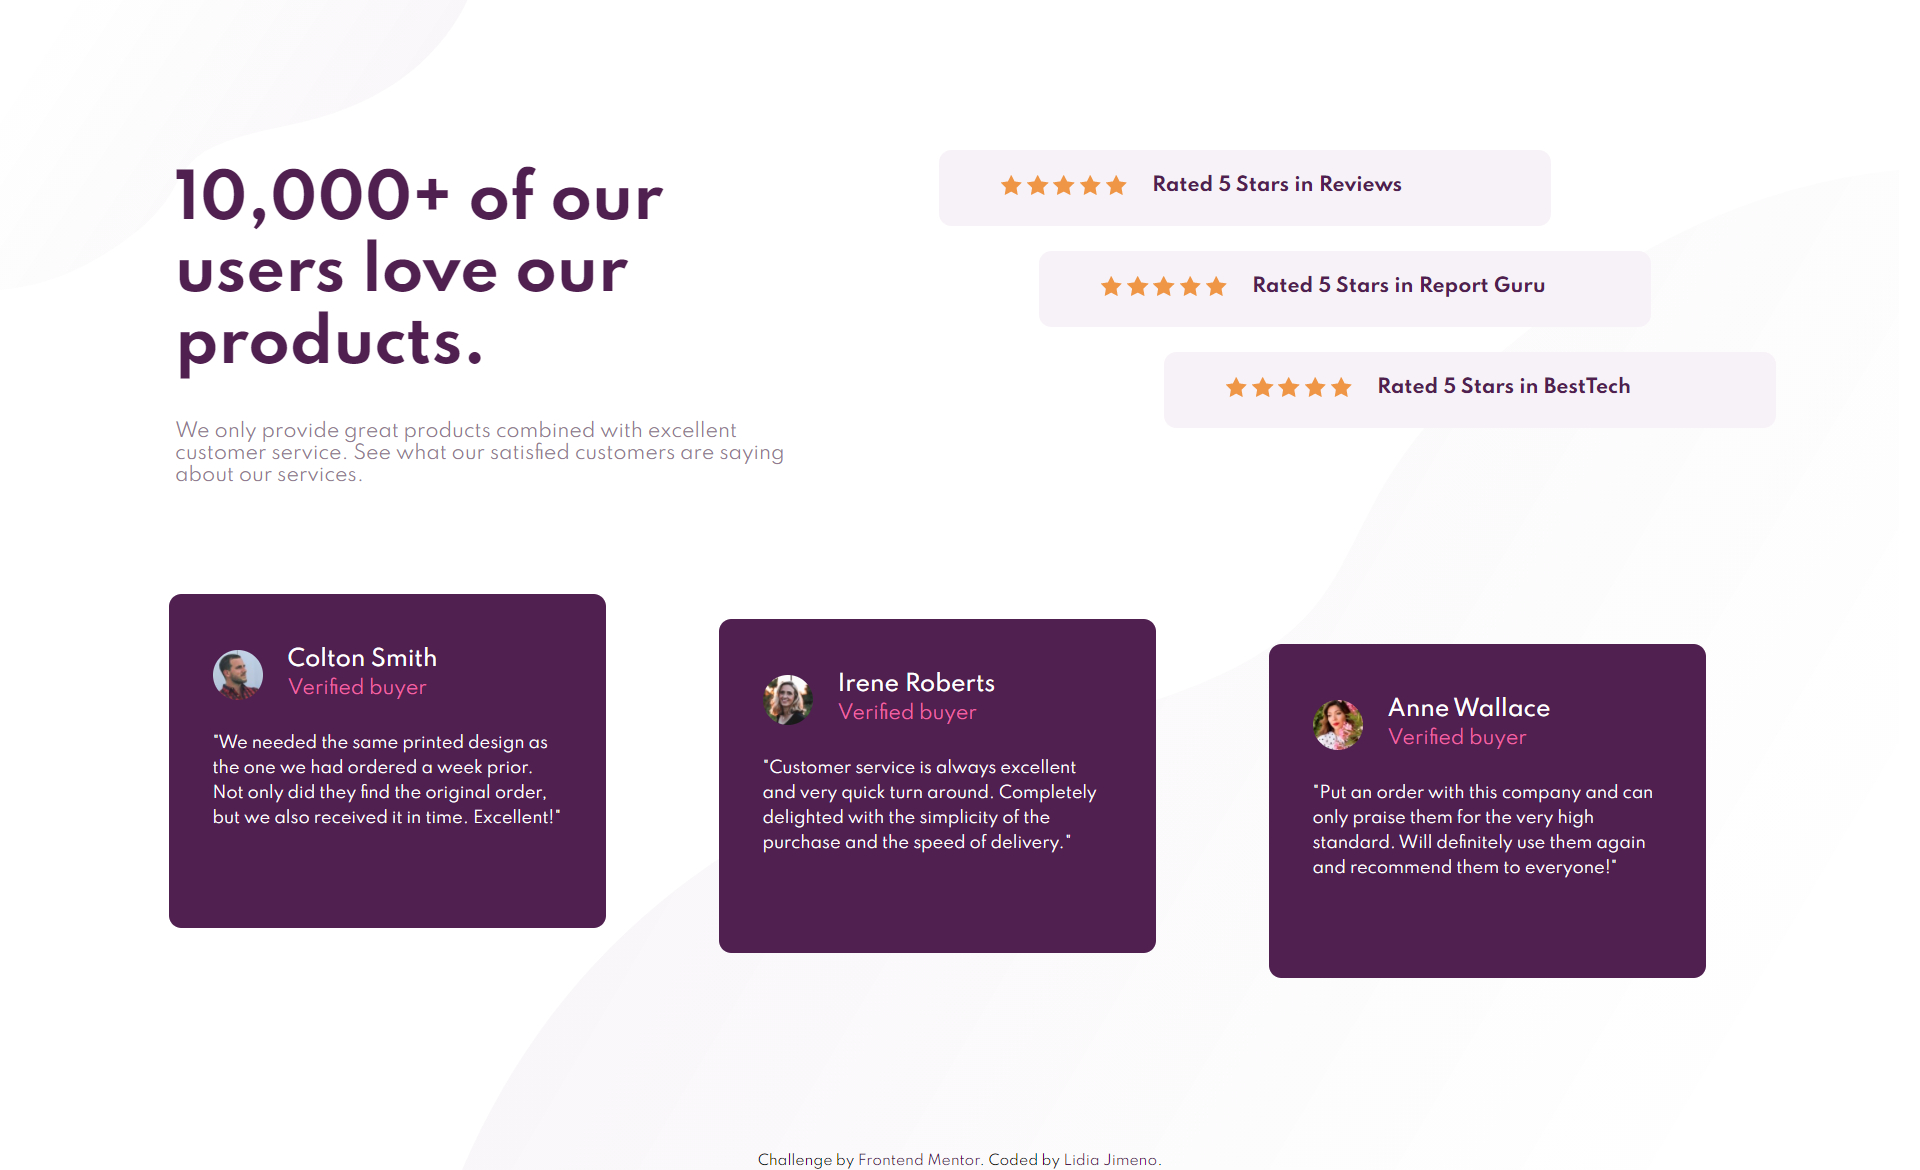 10,000+ of our
users love our
products.
We only provide great products combined with excellent
customer service. See what our satisfied customers are saying
about our services.
Rated 5 Stars in Reviews
Rated 5 Stars in Report Guru
Rated 5 Stars in BestTech
Colton Smith
Verified buyer
"We needed the same printed design as
the one we had ordered a week prior.
Not only did they find the original order,
but we also received it in time. Excellent!"
Irene Roberts
Verified buyer
"Customer service is always excellent
and very quick turn around. Completely
delighted with the simplicity of the
purchase and the speed of delivery."
Anne Wallace
Verified buyer
"Put an order with this company and can
only praise them for the very high
standard. Will definitely use them again
and recommend them to everyone!"
Challenge by Frontend Mentor. Coded by Lidia Jimeno.